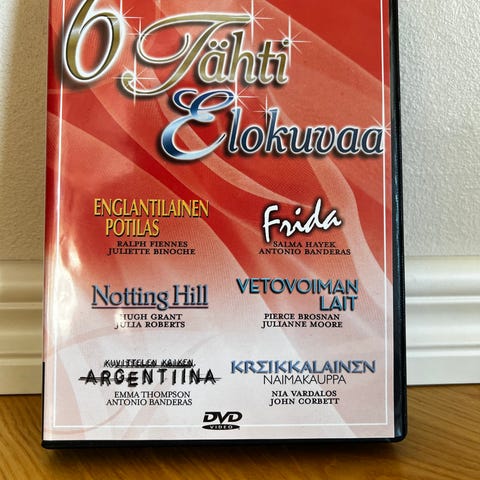 6 Tähti
Elokuvaa
ENGLANTILAINEN
POTILAS
RALPH FIENNES
JULIETTE BINOCHE
Frida
SALMA HAYEK
ANTONIO BANDERAS
Notting Hill
HUGH GRANT
JULIA ROBERTS
VETOVOIMAN
LAIT
PIERCE BROSNAN
JULIANNE MOORE
KUVITTELEN KAIKEN
ARGENTIINA
EMMA THOMPSON
ANTONIO BANDERAS
KREIKKALAINEN
NAIMAKAUPPA
NIA VARDALOS
JOHN CORBETT
DVD
VIDEO